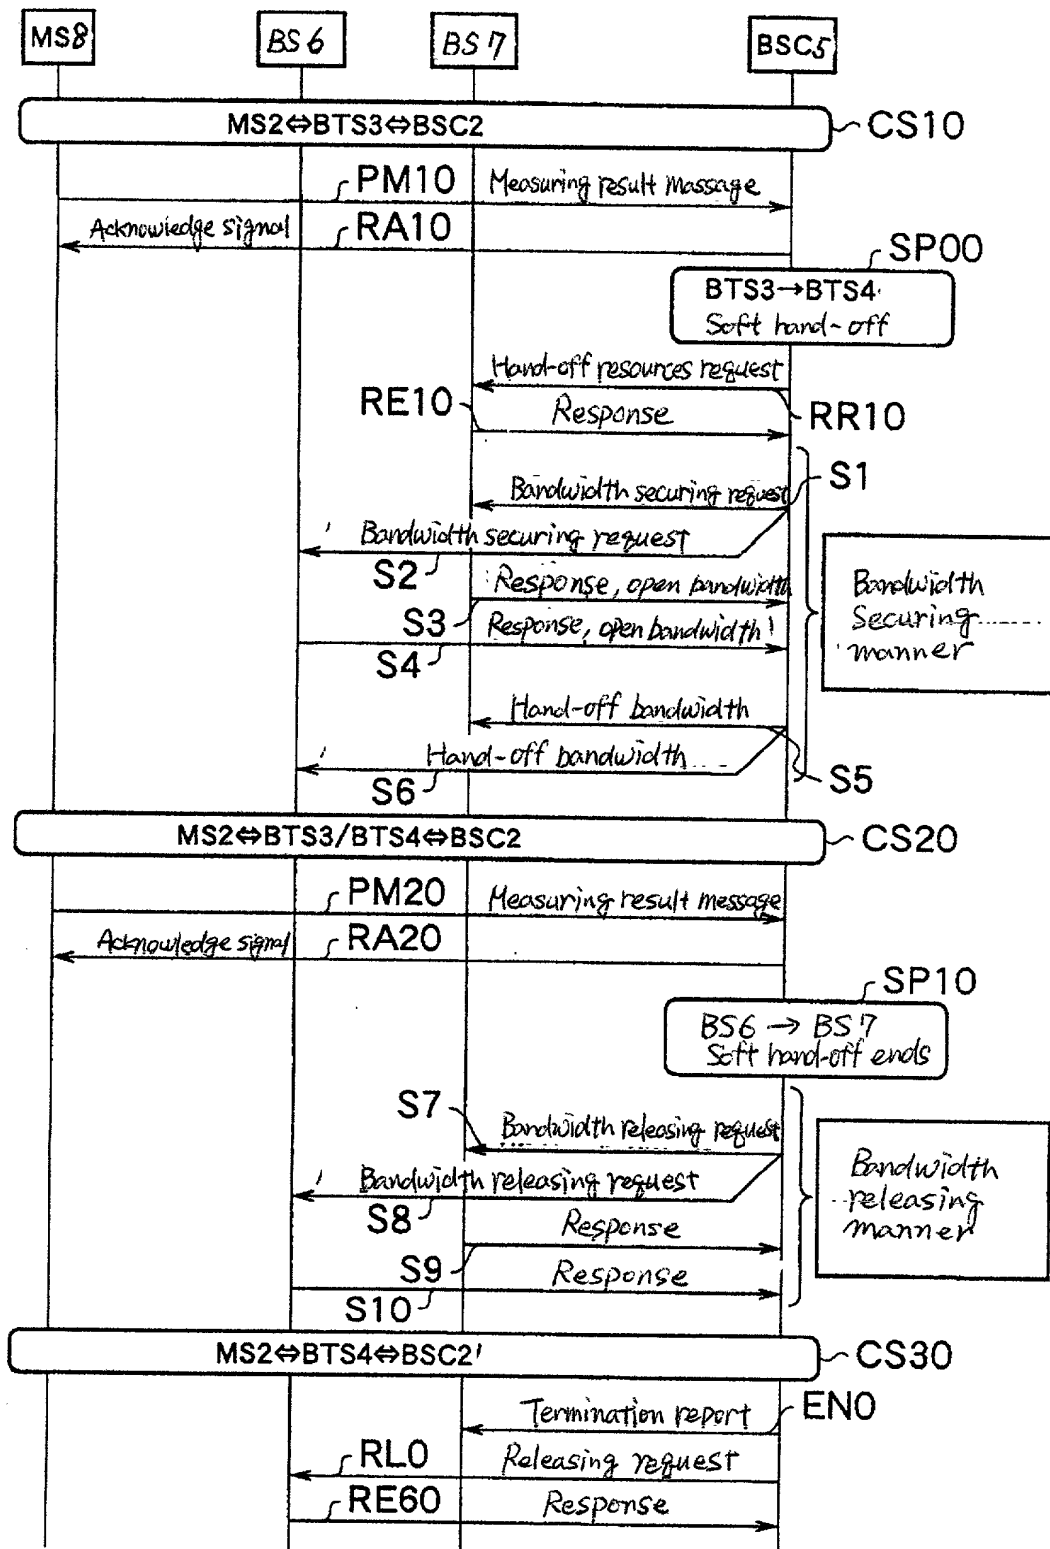 MS8
BS6
BS7
BSC5
MS2⇔BTS3⇔BSC2
CS10
PM10
Measuring result massage
Acknowledge signal
RA10
SP00
BTS3→BTS4
Soft hand-off
Hand-off resources request
RE10
Response
RR10
Bandwidth securing request
S1
Bandwidth securing request
S2
Response, open bandwidth
S3
Response, open bandwidth
S4
Bandwidth
Securing
manner
Hand-off bandwidth
Hand-off bandwidth
S6
S5
MS2⇔BTS3/BTS4⇔BSC2
CS20
PM20
Measuring result message
Acknowledge signal
RA20
SP10
BS6 → BS7
Soft hand-off ends
S7
Bandwidth releasing request
Bandwidth releasing request
S8
Response
S9
Response
S10
Bandwidth
releasing
manner
MS2⇔BTS4⇔BSC2'
CS30
Termination report
EN0
RL0
Releasing request
RE60
Response